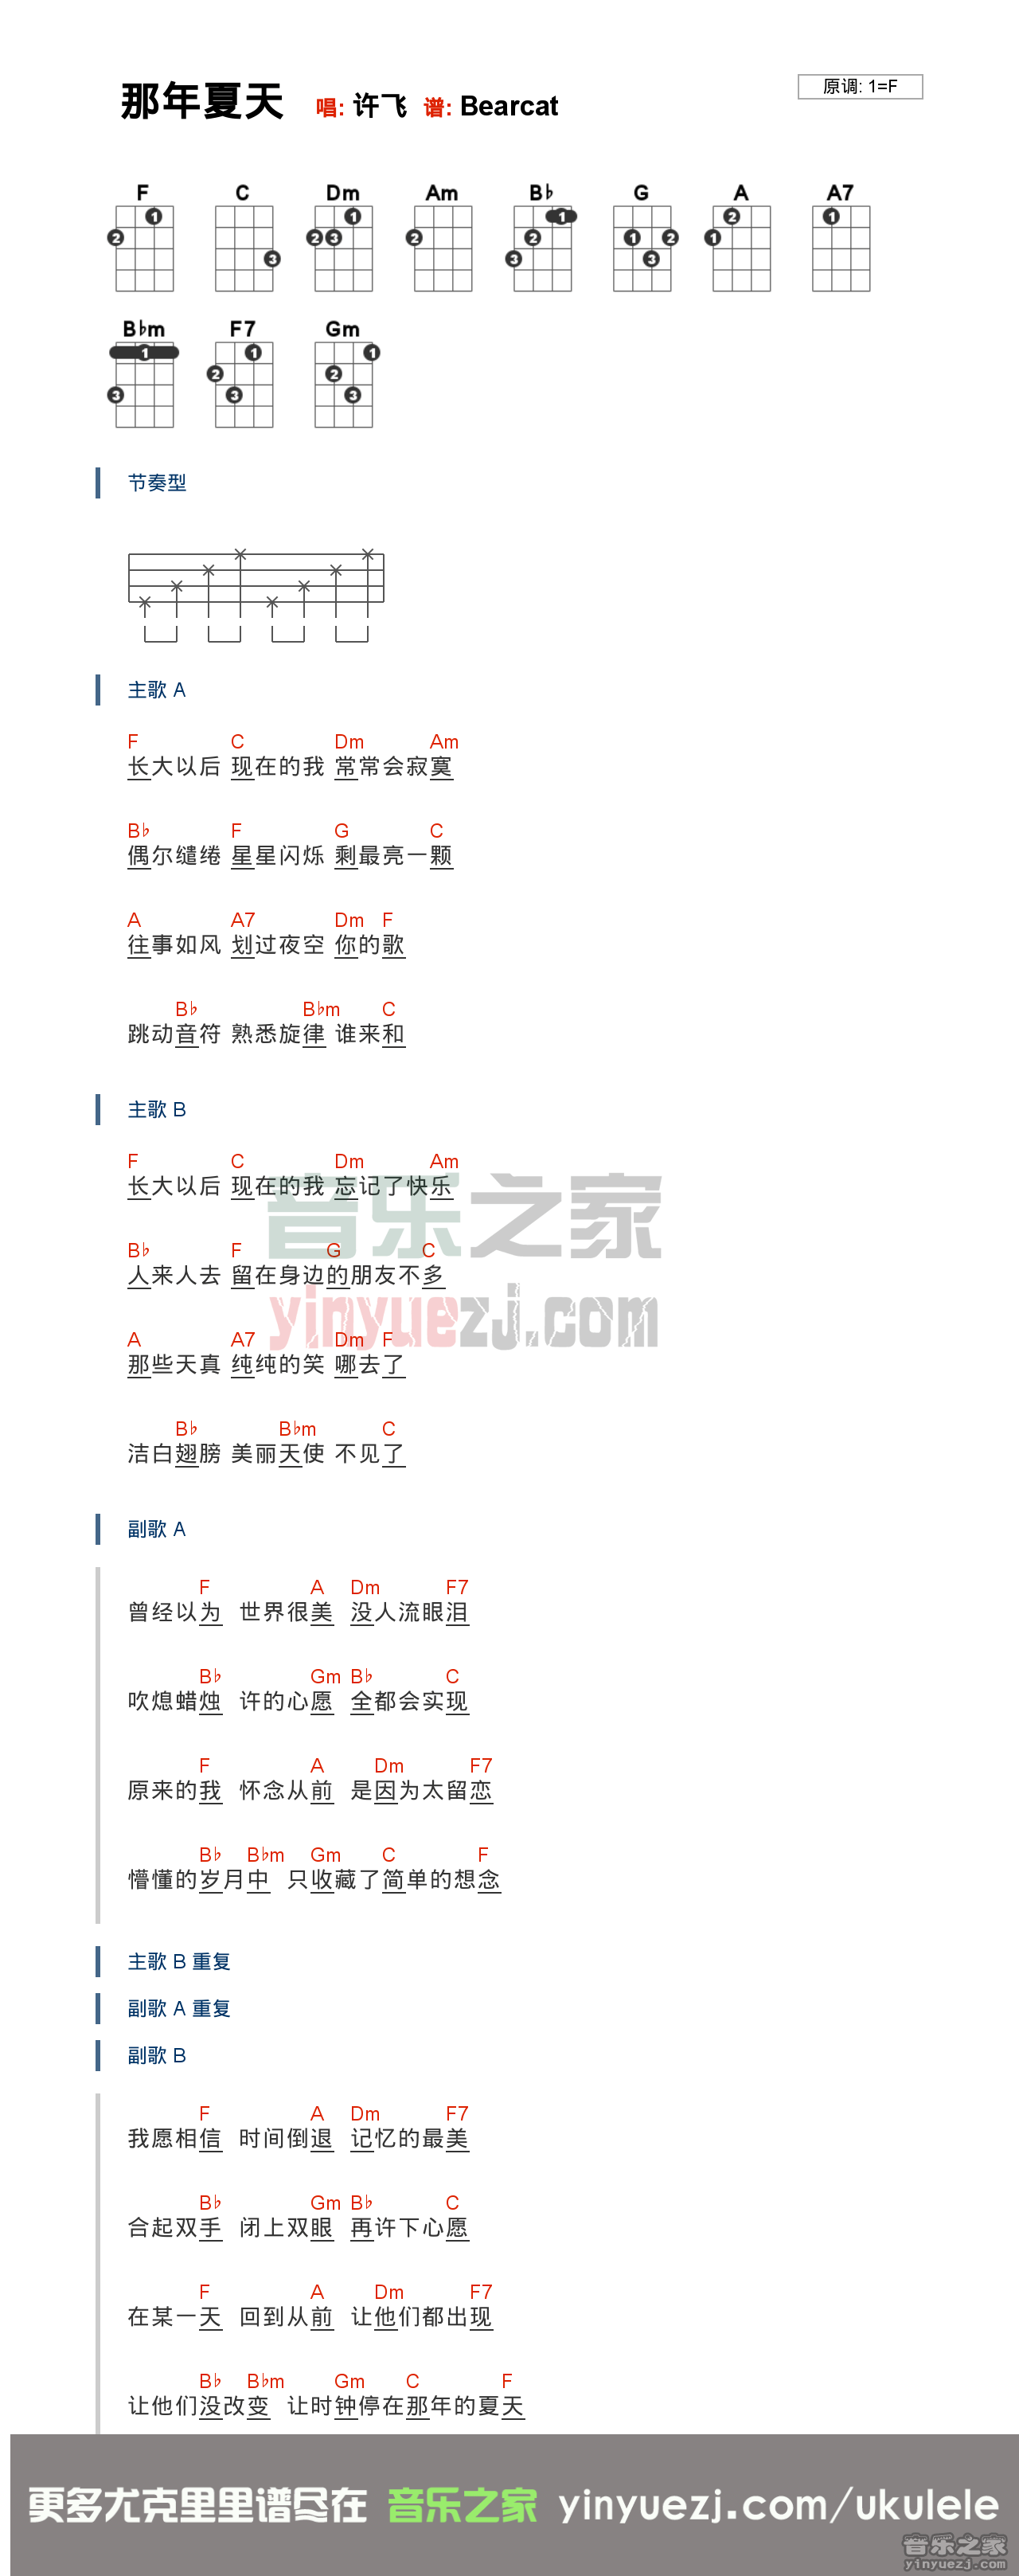 那年夏天 唱: 许飞 谱: Bearcat
原调: 1=F
F C Dm Am B♭ G A A7
B♭m F7 Gm
节奏型
主歌 A
F C Dm Am
长大以后 现在的我 常常会寂寞
B♭ F G C
偶尔缱绻 星星闪烁 剩最亮一颗
A A7 Dm F
往事如风 划过夜空 你的歌
B♭ B♭m C
跳动音符 熟悉旋律 谁来和
主歌 B
F C Dm Am
长大以后 现在的我 忘记了快乐
B♭ F G C
人来人去 留在身边的朋友不多
A A7 Dm F
那些天真 纯纯的笑 哪去了
B♭ B♭m C
洁白翅膀 美丽天使 不见了
音乐之家
yinyuezj.com
副歌 A
F A Dm F7
曾经以为 世界很美 没人流眼泪
B♭ Gm B♭ C
吹熄蜡烛 许的心愿 全都会实现
F A Dm F7
原来的我 怀念从前 是因为太留恋
B♭ B♭m Gm C F
懵懂的岁月中 只收藏了简单的想念
主歌 B 重复
副歌 A 重复
副歌 B
F A Dm F7
我愿相信 时间倒退 记忆的最美
B♭ Gm B♭ C
合起双手 闭上双眼 再许下心愿
F A Dm F7
在某一天 回到从前 让他们都出现
B♭ B♭m Gm C F
让他们没改变 让时钟停在那年的夏天
更多尤克里里谱尽在 音乐之家 yinyuezj.com/ukulele
音乐之家
yinyuezj.com